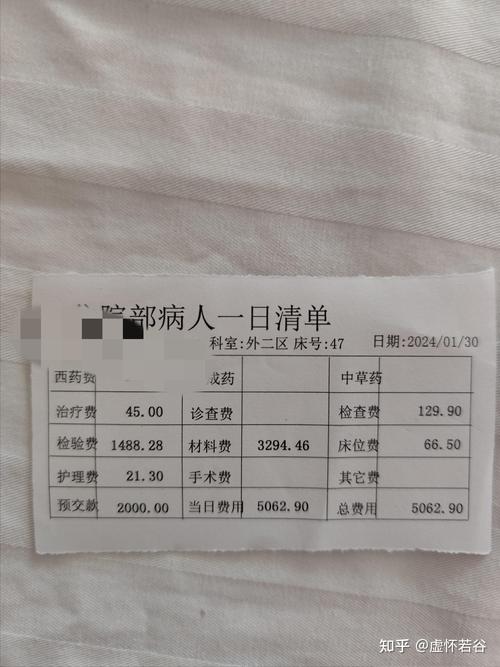 院部病人一日清单
科室:外二区 床号:47 日期:2024/01/30
西药费 成药 中草药
治疗费 45.00 诊查费 检查费 129.90
检验费 1488.28 材料费 3294.46 床位费 66.50
护理费 21.30 手术费 其它费
预交款 2000.00 当日费用 5062.90 总费用 5062.90
知乎 @虚怀若谷